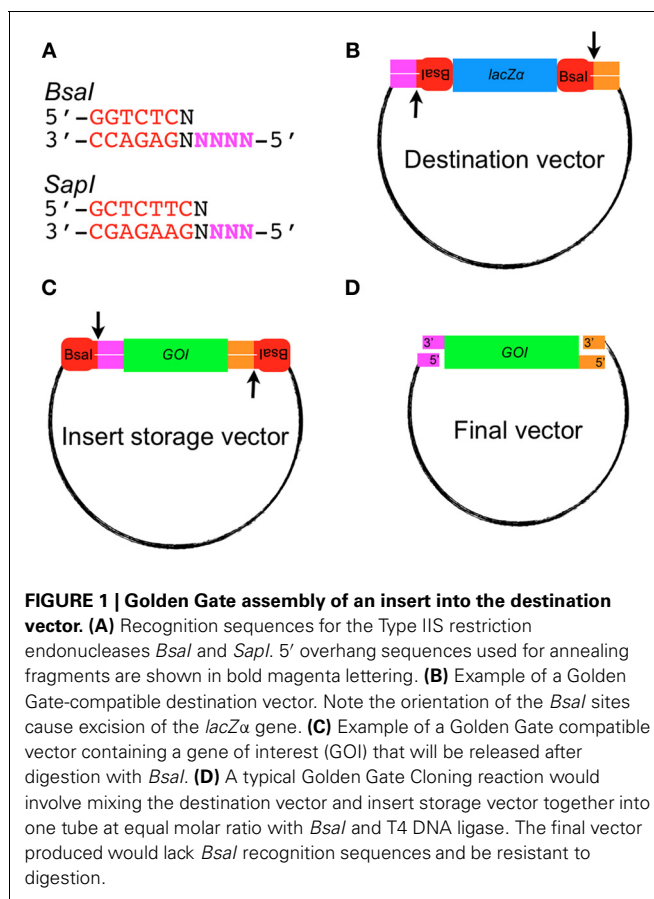 A
BsaI
5′-GGTCTCN
3′-CCAGAGNNNNN-5′
SapI
5′-GCTCTTCN
3′-CGAGAAGNNNN-5′
B
BsaI
lacZα
BsaI
Destination vector
C
BsaI
GOI
BsaI
Insert storage vector
D
3′
5′
GOI
3′
5′
Final vector
FIGURE 1 | Golden Gate assembly of an insert into the destination
vector. (A) Recognition sequences for the Type IIS restriction
endonucleases BsaI and SapI. 5′ overhang sequences used for annealing
fragments are shown in bold magenta lettering. (B) Example of a Golden
Gate-compatible destination vector. Note the orientation of the BsaI sites
cause excision of the lacZα gene. (C) Example of a Golden Gate compatible
vector containing a gene of interest (GOI) that will be released after
digestion with BsaI. (D) A typical Golden Gate Cloning reaction would
involve mixing the destination vector and insert storage vector together into
one tube at equal molar ratio with BsaI and T4 DNA ligase. The final vector
produced would lack BsaI recognition sequences and be resistant to
digestion.